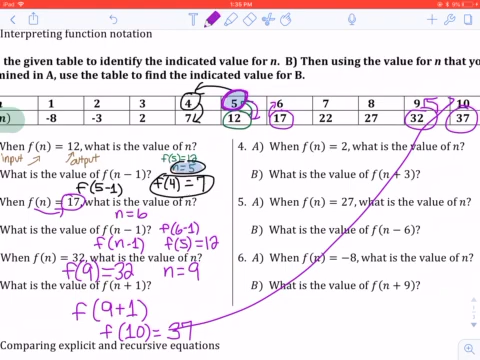 iPad
1:35 PM
83%
Interpreting function notation
the given table to identify the indicated value for n. B) Then using the value for n that yo
rmined in A, use the table to find the indicated value for B.
1 2 3 4 5 6 7 8 9 10
n) -8 -3 2 7 12 17 22 27 32 37
5
When f(n) = 12, what is the value of n?
input output
f(5)=12
n=5
What is the value of f(n − 1)?
f(5-1) f(4)=7
When f(n) = 17, what is the value of n?
n=6
What is the value of f(n − 1)?
f(6-1)
f(n-1) f(5)=12
When f(n) = 32, what is the value of n?
f(9)=32 n=9
What is the value of f(n + 1)?
f(9+1)
f(10)=37
4. A) When f(n) = 2, what is the value of n?
B) What is the value of f(n + 3)?
5. A) When f(n) = 27, what is the value of n?
B) What is the value of f(n − 6)?
6. A) When f(n) = −8, what is the value of n?
B) What is the value of f(n + 9)?
Comparing explicit and recursive equations